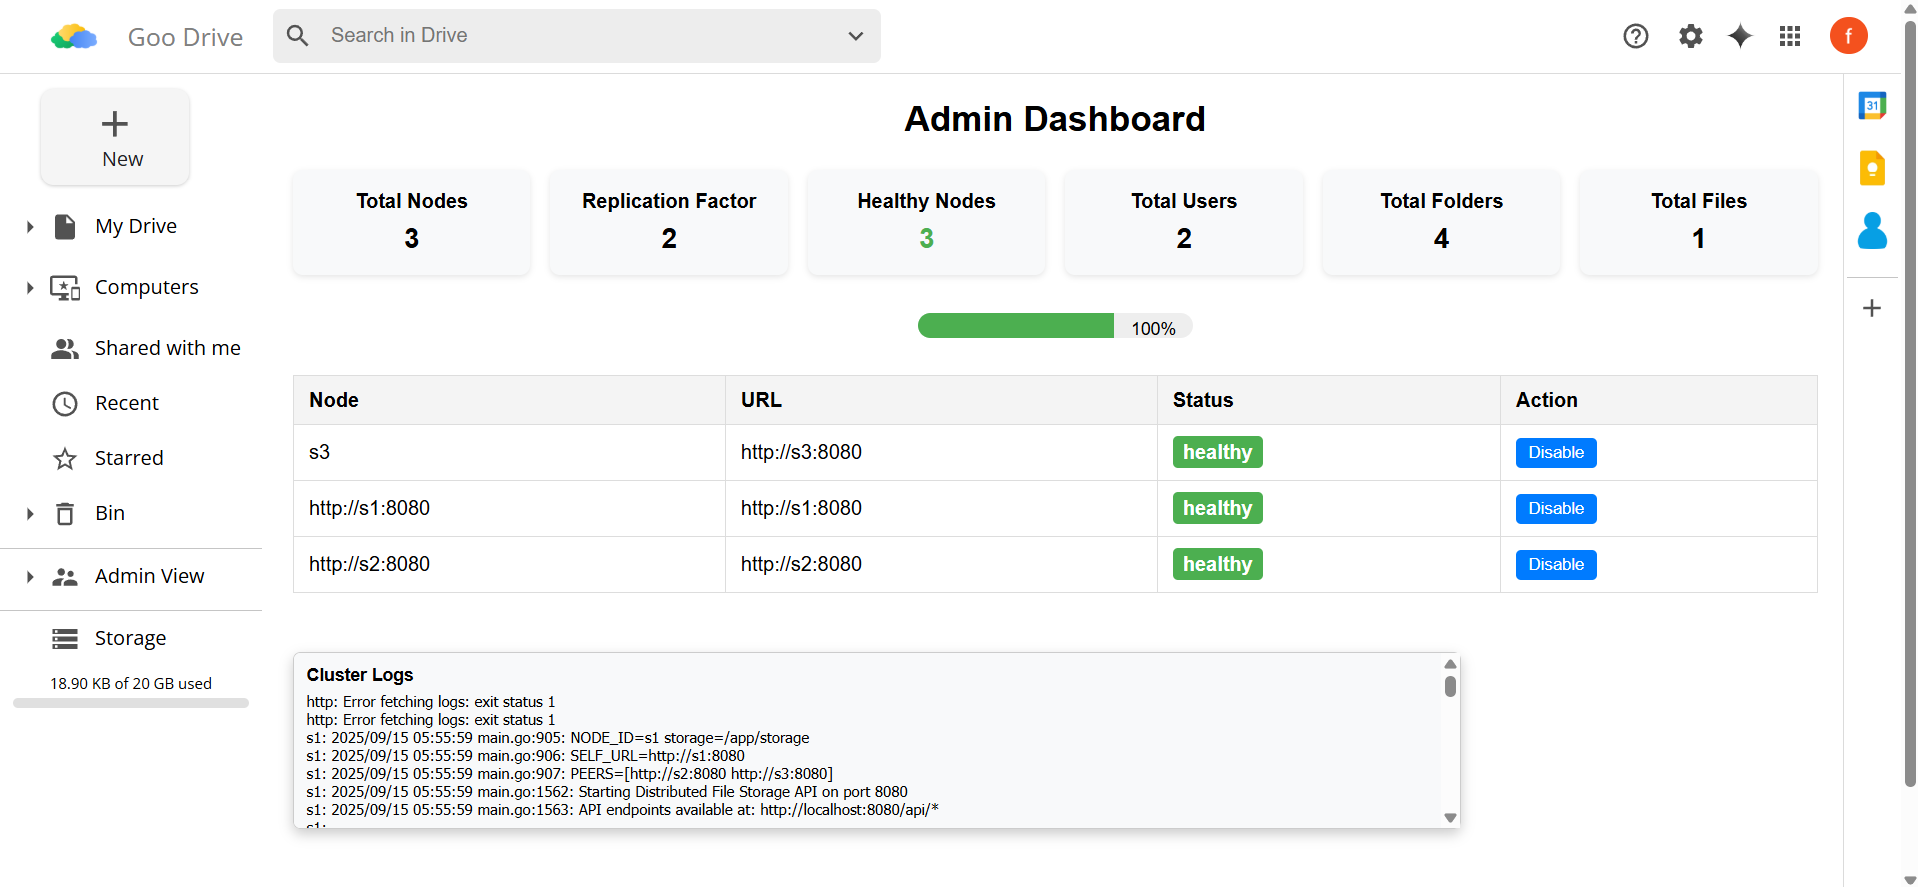 Goo Drive
Search in Drive
f
New
My Drive
Computers
Shared with me
Recent
Starred
Bin
Admin View
Storage
18.90 KB of 20 GB used
Admin Dashboard
Total Nodes
3
Replication Factor
2
Healthy Nodes
3
Total Users
2
Total Folders
4
Total Files
1
100%
Node URL Status Action
s3 http://s3:8080 healthy Disable
http://s1:8080 http://s1:8080 healthy Disable
http://s2:8080 http://s2:8080 healthy Disable
Cluster Logs
http: Error fetching logs: exit status 1
http: Error fetching logs: exit status 1
s1: 2025/09/15 05:55:59 main.go:905: NODE_ID=s1 storage=/app/storage
s1: 2025/09/15 05:55:59 main.go:906: SELF_URL=http://s1:8080
s1: 2025/09/15 05:55:59 main.go:907: PEERS=[http://s2:8080 http://s3:8080]
s1: 2025/09/15 05:55:59 main.go:1562: Starting Distributed File Storage API on port 8080
s1: 2025/09/15 05:55:59 main.go:1563: API endpoints available at: http://localhost:8080/api/*
s1:
31